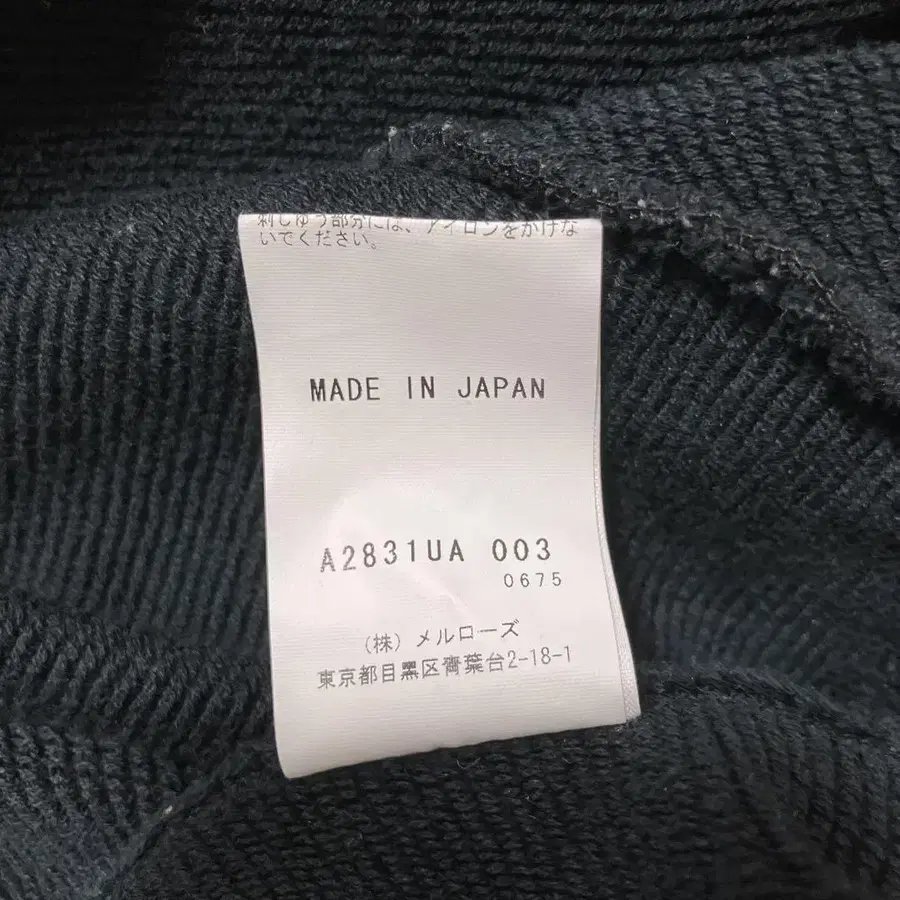 刺しゅう部分には、アイロンをかけな
いでください。
MADE IN JAPAN
A2831UA 003
0675
(株) メルローズ
東京都目黒区青葉台2-18-1